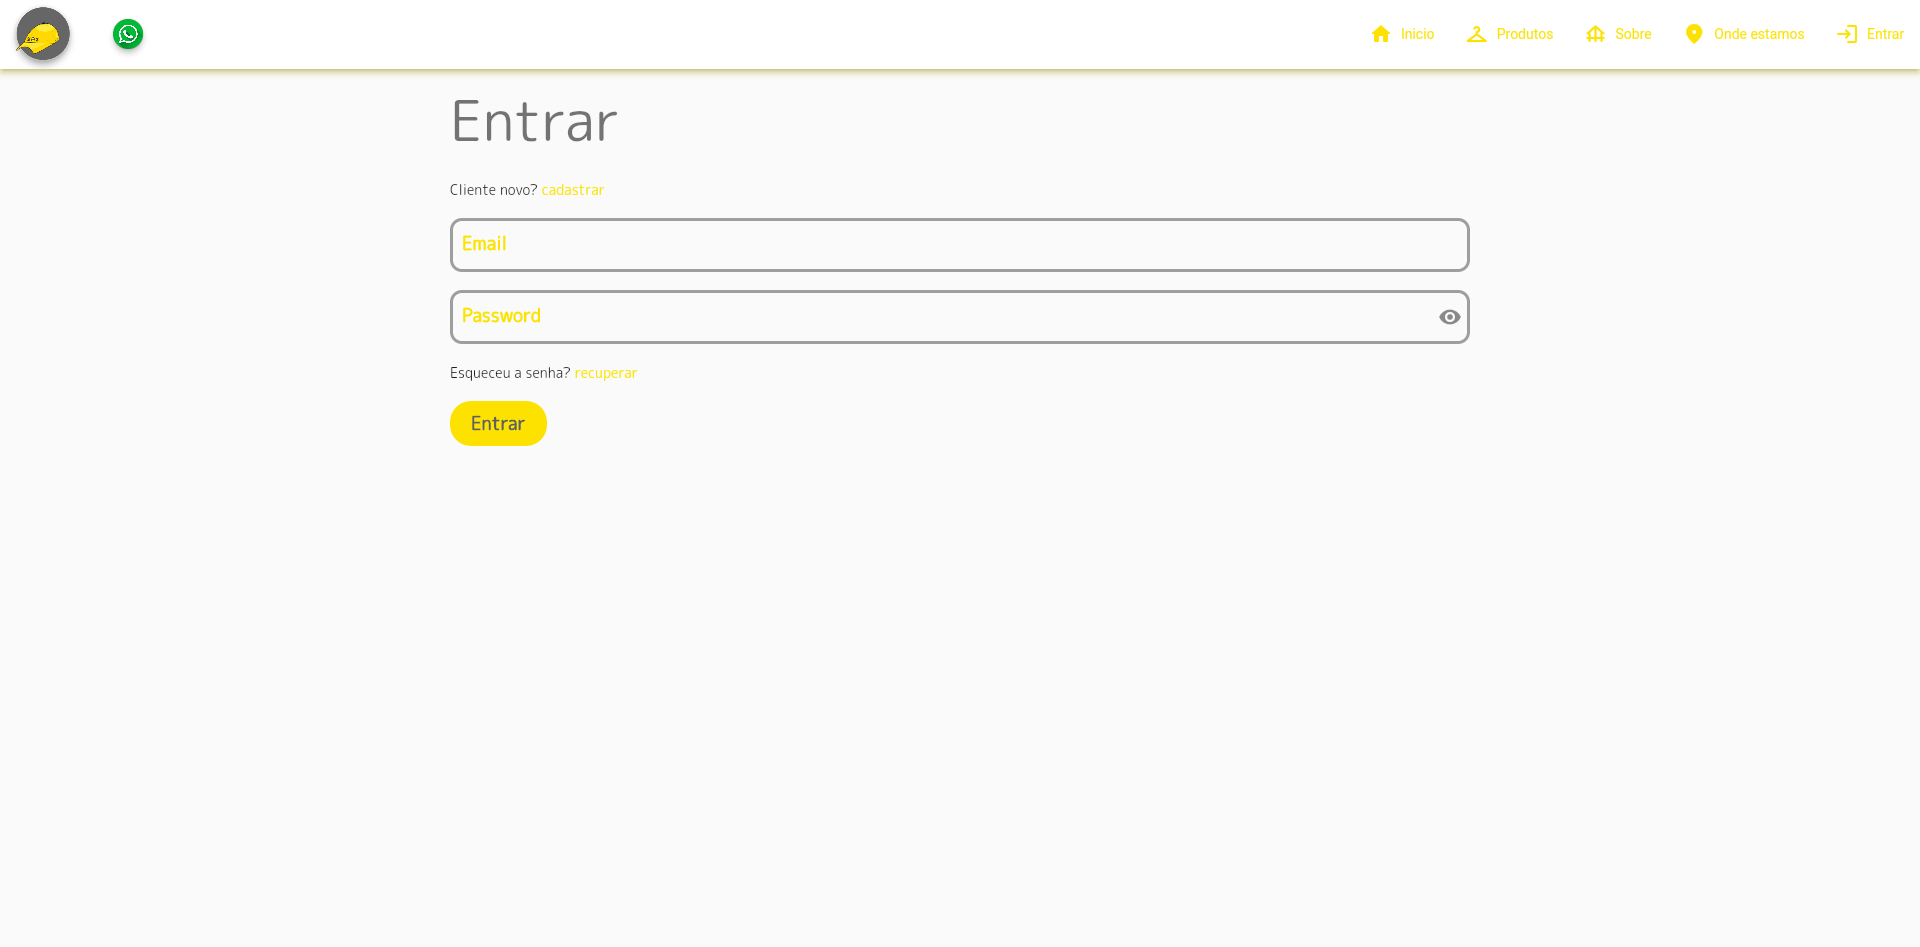 Inicio
Produtos
Sobre
Onde estamos
Entrar
Entrar
Cliente novo? cadastrar
Email
Password
Esqueceu a senha? recuperar
Entrar